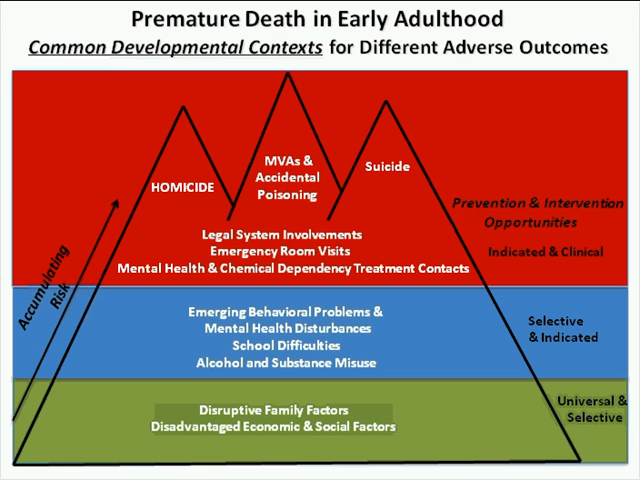 Premature Death in Early Adulthood
Common Developmental Contexts for Different Adverse Outcomes
HOMICIDE
MVAs &
Accidental
Poisoning
Suicide
Prevention & Intervention
Opportunities
Legal System Involvements
Emergency Room Visits
Mental Health & Chemical Dependency Treatment Contacts
Indicated & Clinical
Accumulating
Risk
Emerging Behavioral Problems &
Mental Health Disturbances
School Difficulties
Alcohol and Substance Misuse
Selective
& Indicated
Disruptive Family Factors
Disadvantaged Economic & Social Factors
Universal &
Selective